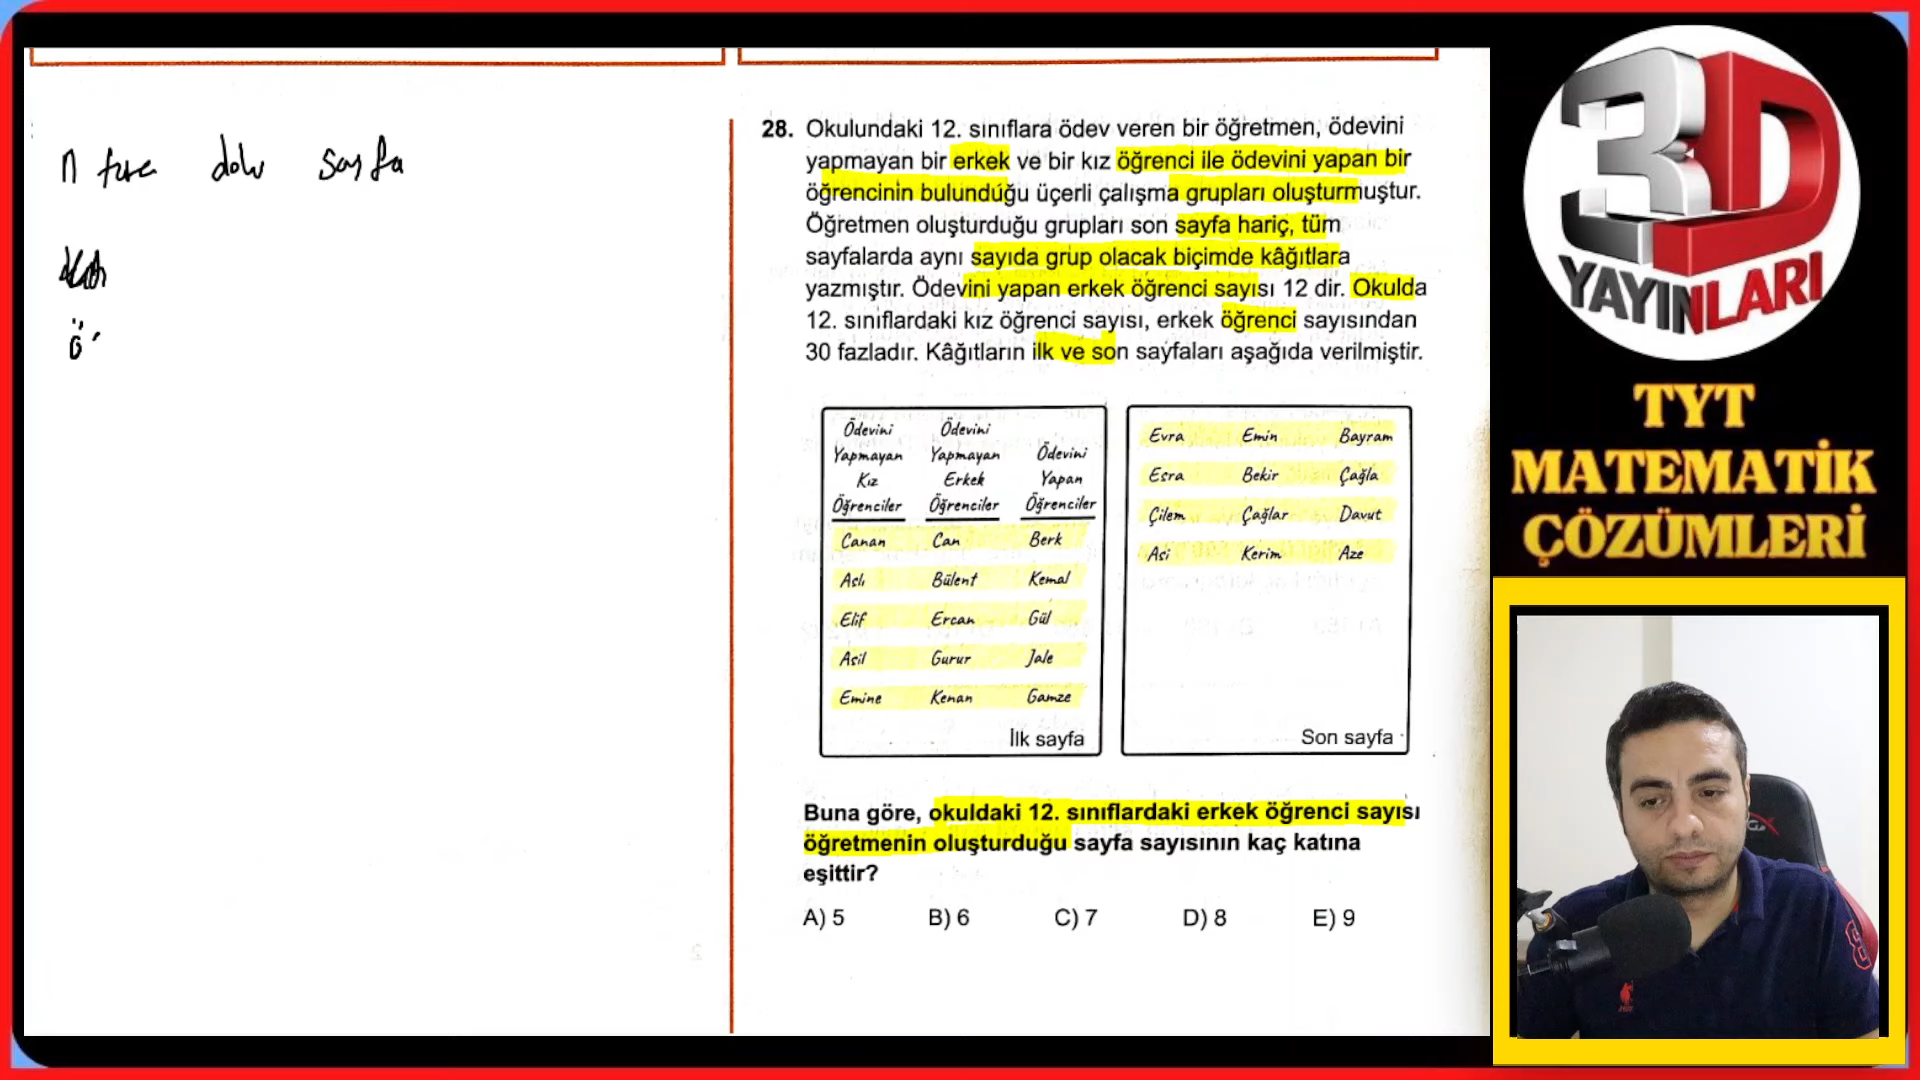 n tane dolu sayfa
28. Okulundaki 12. sınıflara ödev veren bir öğretmen, ödevini
yapmayan bir erkek ve bir kız öğrenci ile ödevini yapan bir
öğrencinin bulunduğu üçerli çalışma grupları oluşturmuştur.
Öğretmen oluşturduğu grupları son sayfa hariç, tüm
sayfalarda aynı sayıda grup olacak biçimde kâğıtlara
yazmıştır. Ödevini yapan erkek öğrenci sayısı 12 dir. Okulda
12. sınıflardaki kız öğrenci sayısı, erkek öğrenci sayısından
30 fazladır. Kâğıtların ilk ve son sayfaları aşağıda verilmiştir.
Ödevini Yapmayan Kız Öğrenciler
Ödevini Yapmayan Erkek Öğrenciler
Ödevini Yapan Öğrenciler
Canan Can Berk
Aslı Bülent Kemal
Elif Ercan Gül
Asil Gurur Jale
Emine Kenan Gamze
İlk sayfa
Evra Emin Bayram
Esra Bekir Çağla
Çilem Çağlar Davut
Asi Kerim Aze
Son sayfa
Buna göre, okuldaki 12. sınıflardaki erkek öğrenci sayısı
öğretmenin oluşturduğu sayfa sayısının kaç katına
eşittir?
A) 5 B) 6 C) 7 D) 8 E) 9
3D
YAYINLARI
TYT
MATEMATİK
ÇÖZÜMLERİ